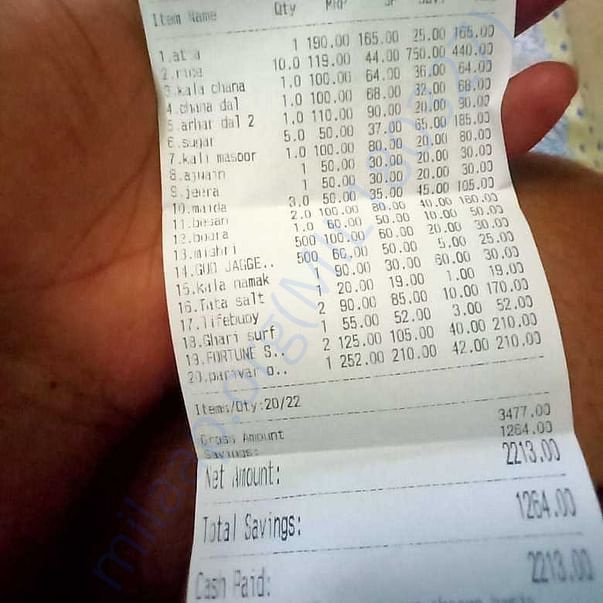 Item Name Qty MRP SP
1.atta 1 190.00 165.00 25.00 165.00
2.rice 10.0 119.00 44.00 750.00 440.00
3.kala chana 1.0 100.00 64.00 36.00 64.00
4.chana dal 1.0 100.00 68.00 32.00 68.00
5.arhar dal 2 1.0 110.00 90.00 20.00 90.00
6.sugar 5.0 50.00 37.00 65.00 185.00
7.kali masoor 1.0 100.00 80.00 20.00 80.00
8.ajwain 1 50.00 30.00 20.00 30.00
9.jeera 1 50.00 30.00 20.00 30.00
10.maida 3.0 50.00 35.00 45.00 105.00
11.besan 2.0 100.00 80.00 40.00 160.00
12.boora 1.0 60.00 50.00 10.00 50.00
13.mishri 500 100.00 60.00 20.00 30.00
14.GUD JAGGE.. 500 60.00 50.00 5.00 25.00
15.kala namak 1 90.00 30.00 60.00 30.00
16.Tata salt 1 20.00 19.00 1.00 19.00
17.lifebuoy 2 90.00 85.00 10.00 170.00
18.Ghari surf 1 55.00 52.00 3.00 52.00
19.FORTUNE S.. 2 125.00 105.00 40.00 210.00
20.parivar o.. 1 252.00 210.00 42.00 210.00
Items/Qty:20/22
Gross Amount 3477.00
Savings: 1264.00
Net Amount: 2213.00
Total Savings: 1264.00
Cash Paid: 2213.00